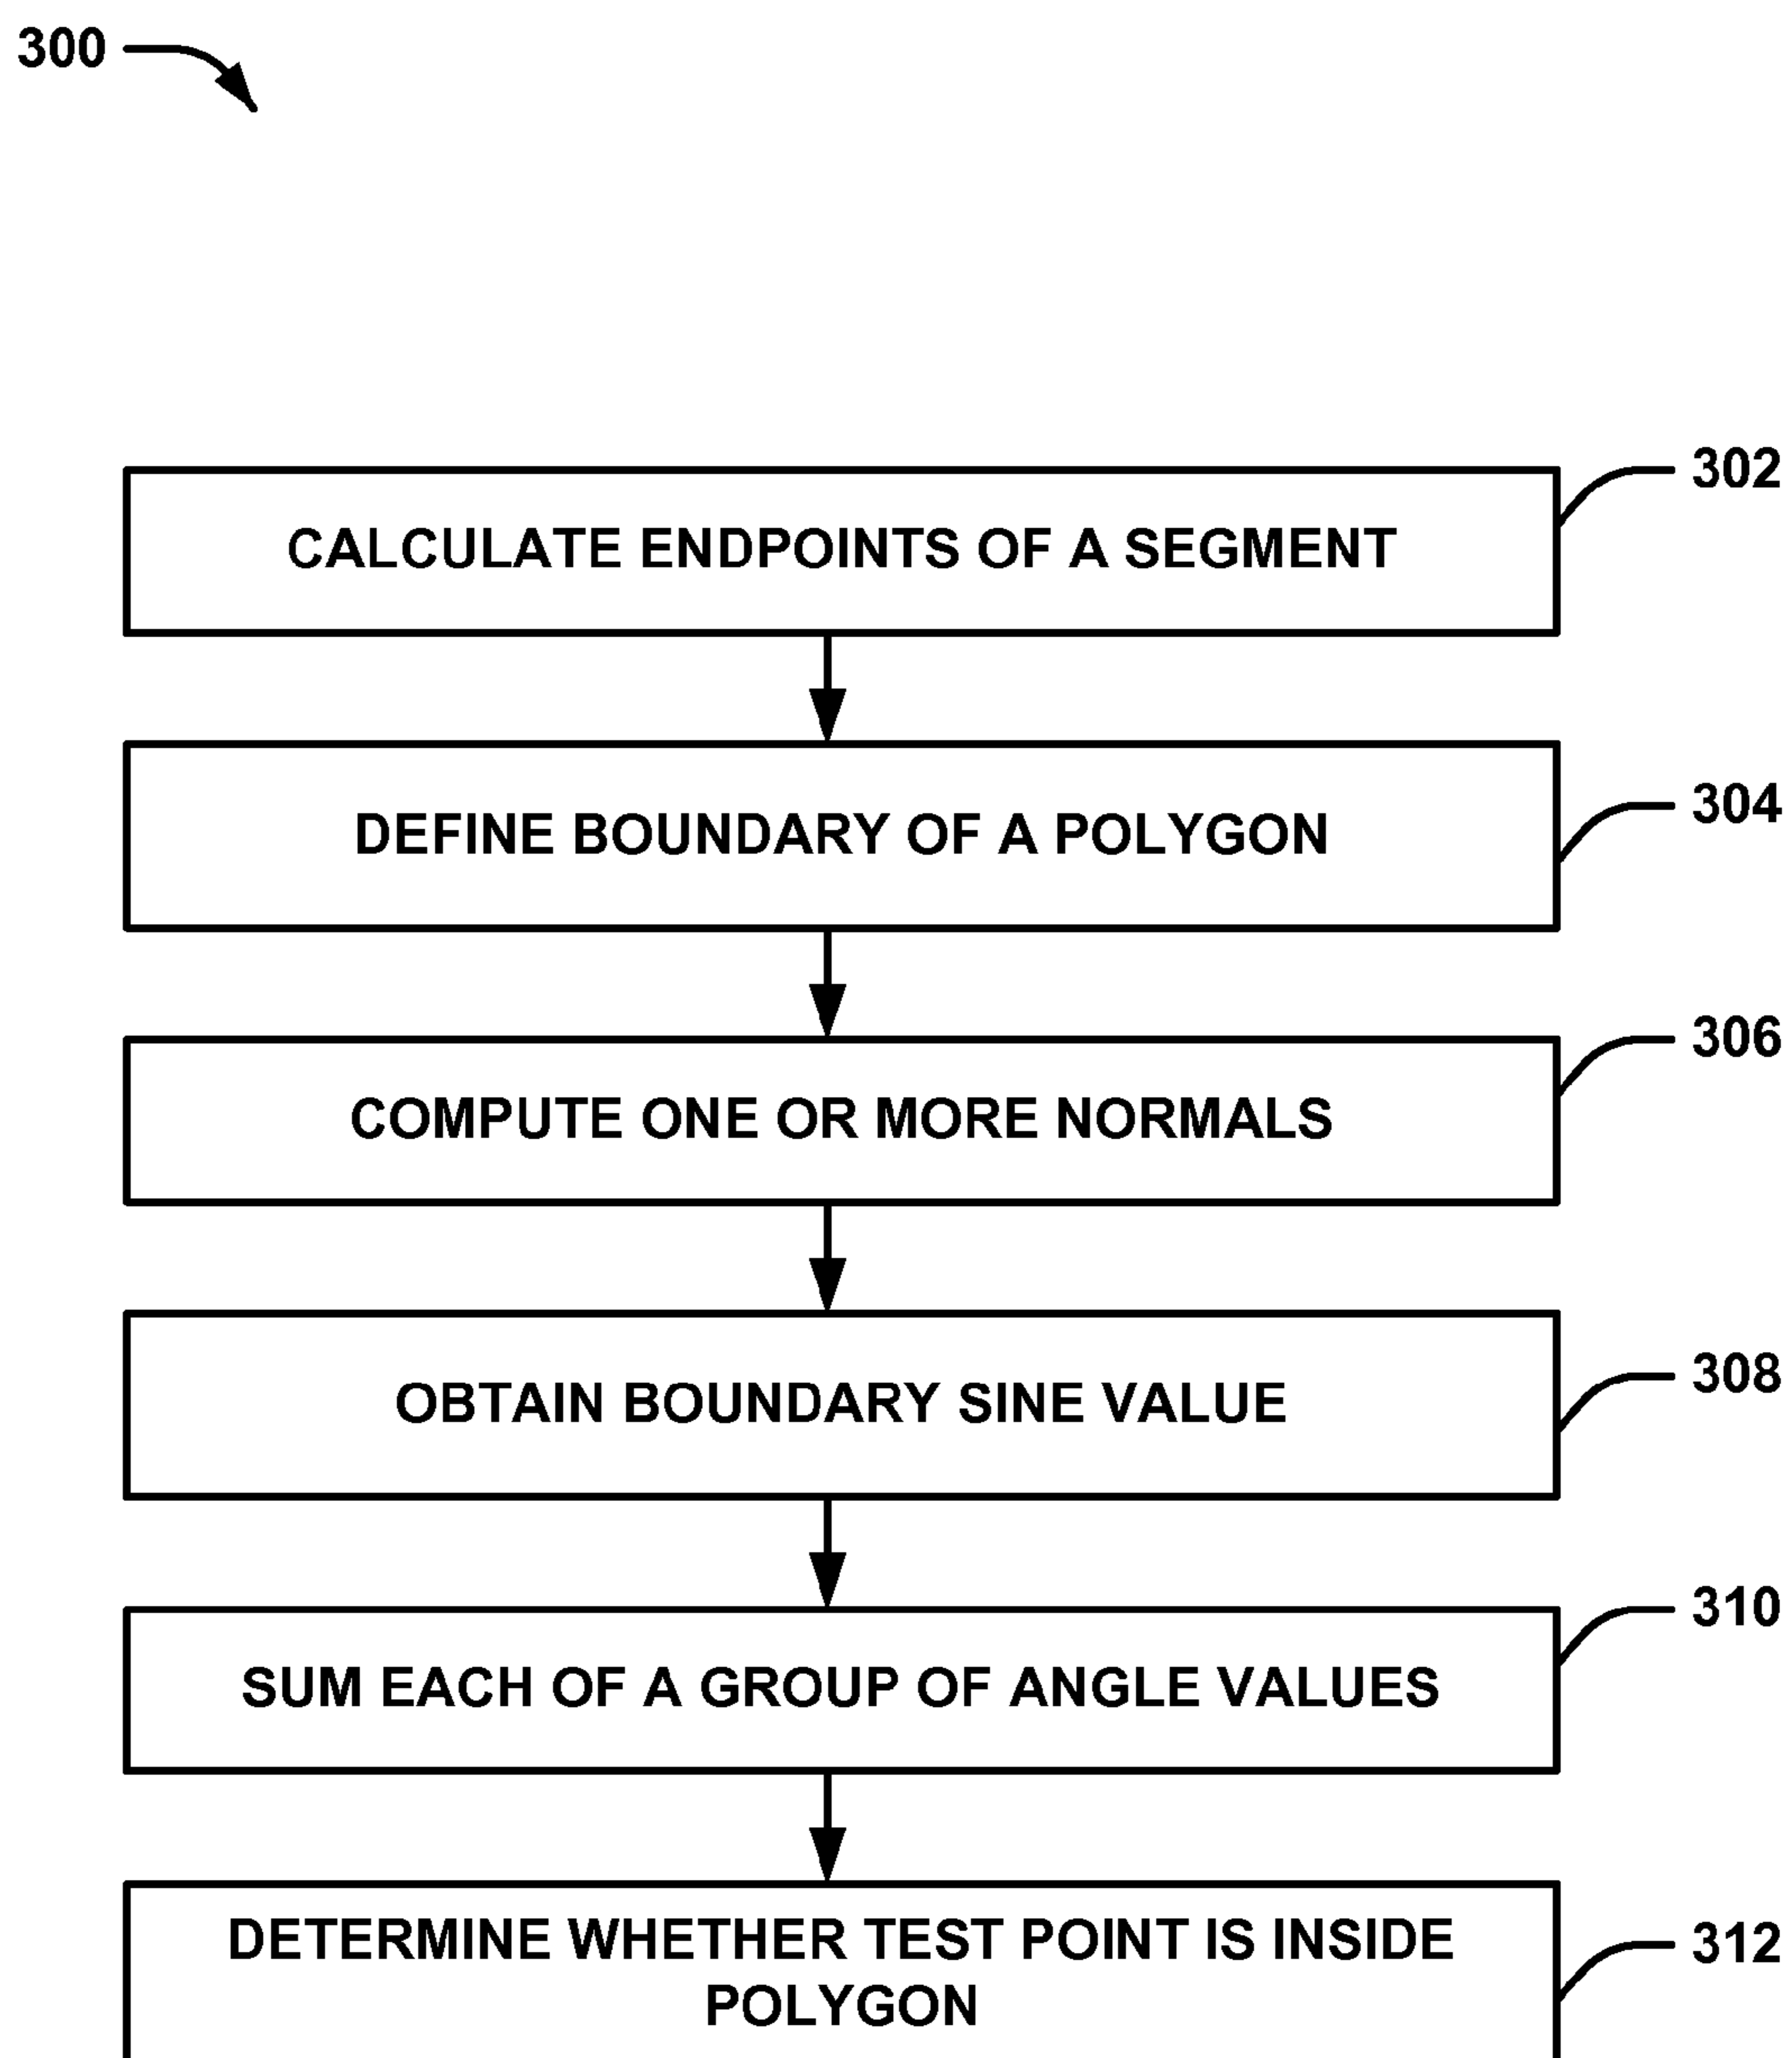 300
302
CALCULATE ENDPOINTS OF A SEGMENT
304
DEFINE BOUNDARY OF A POLYGON
306
COMPUTE ONE OR MORE NORMALS
308
OBTAIN BOUNDARY SINE VALUE
310
SUM EACH OF A GROUP OF ANGLE VALUES
312
DETERMINE WHETHER TEST POINT IS INSIDE
POLYGON